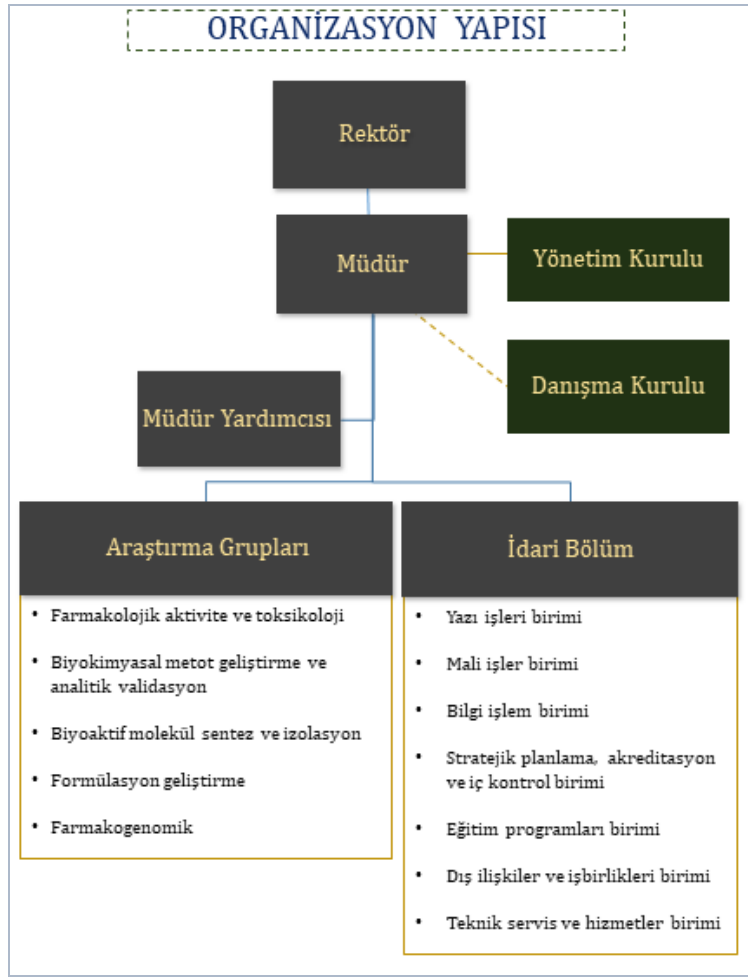 ORGANİZASYON YAPISI
Rektör
Müdür
Yönetim Kurulu
Danışma Kurulu
Müdür Yardımcısı
Araştırma Grupları
• Farmakolojik aktivite ve toksikoloji
• Biyokimyasal metot geliştirme ve
analitik validasyon
• Biyoaktif molekül sentez ve izolasyon
• Formülasyon geliştirme
• Farmakogenomik
İdari Bölüm
• Yazı işleri birimi
• Mali işler birimi
• Bilgi işlem birimi
• Stratejik planlama, akreditasyon
ve iç kontrol birimi
• Eğitim programları birimi
• Dış ilişkiler ve işbirlikleri birimi
• Teknik servis ve hizmetler birimi